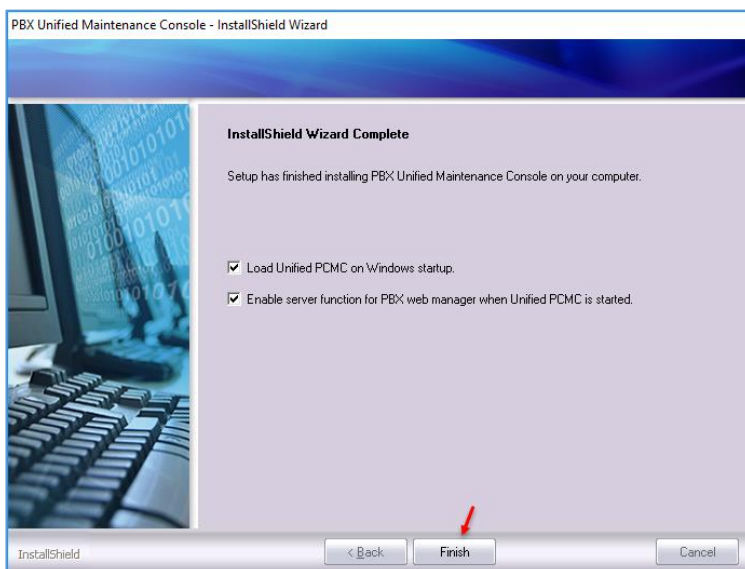 PBX Unified Maintenance Console - InstallShield Wizard
InstallShield Wizard Complete
Setup has finished installing PBX Unified Maintenance Console on your computer.
Load Unified PCMC on Windows startup.
Enable server function for PBX web manager when Unified PCMC is started.
InstallShield
< Back
Finish
Cancel